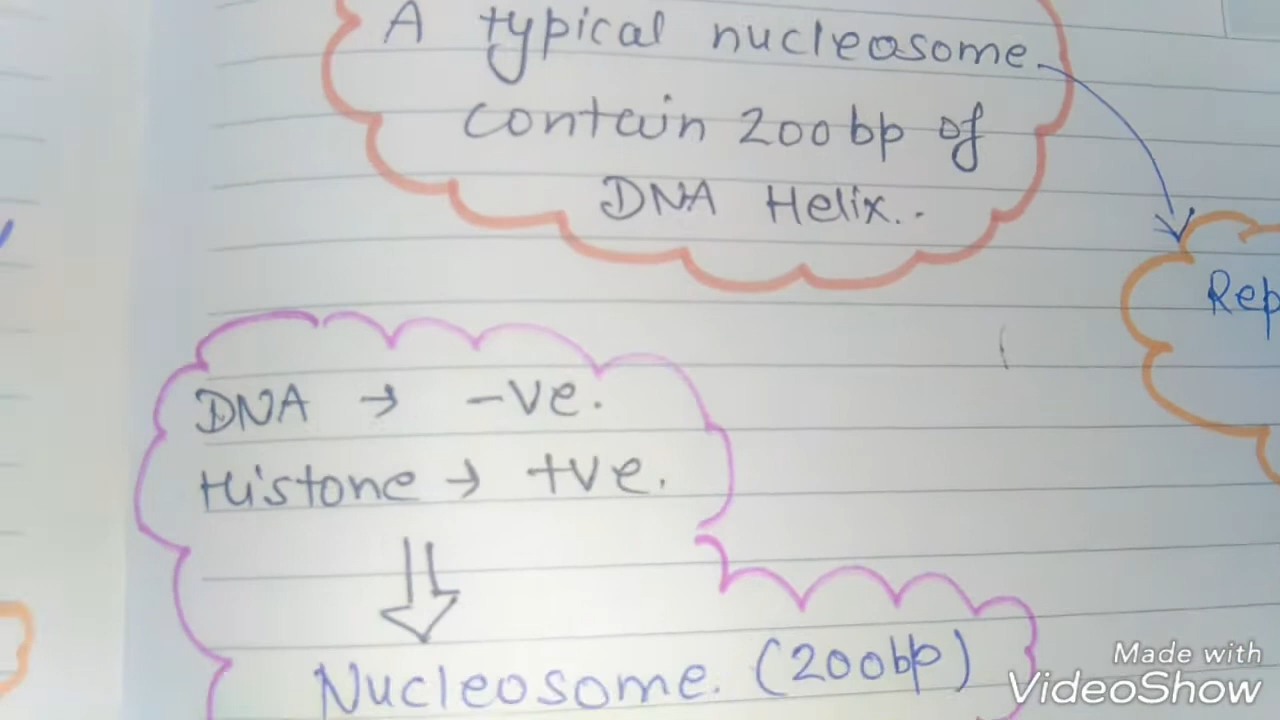 A typical nucleosome
contain 200bp of
DNA Helix..
Rep
DNA → -ve.
Histone → +ve.
Nucleosome. (200bp)
Made with
VideoShow